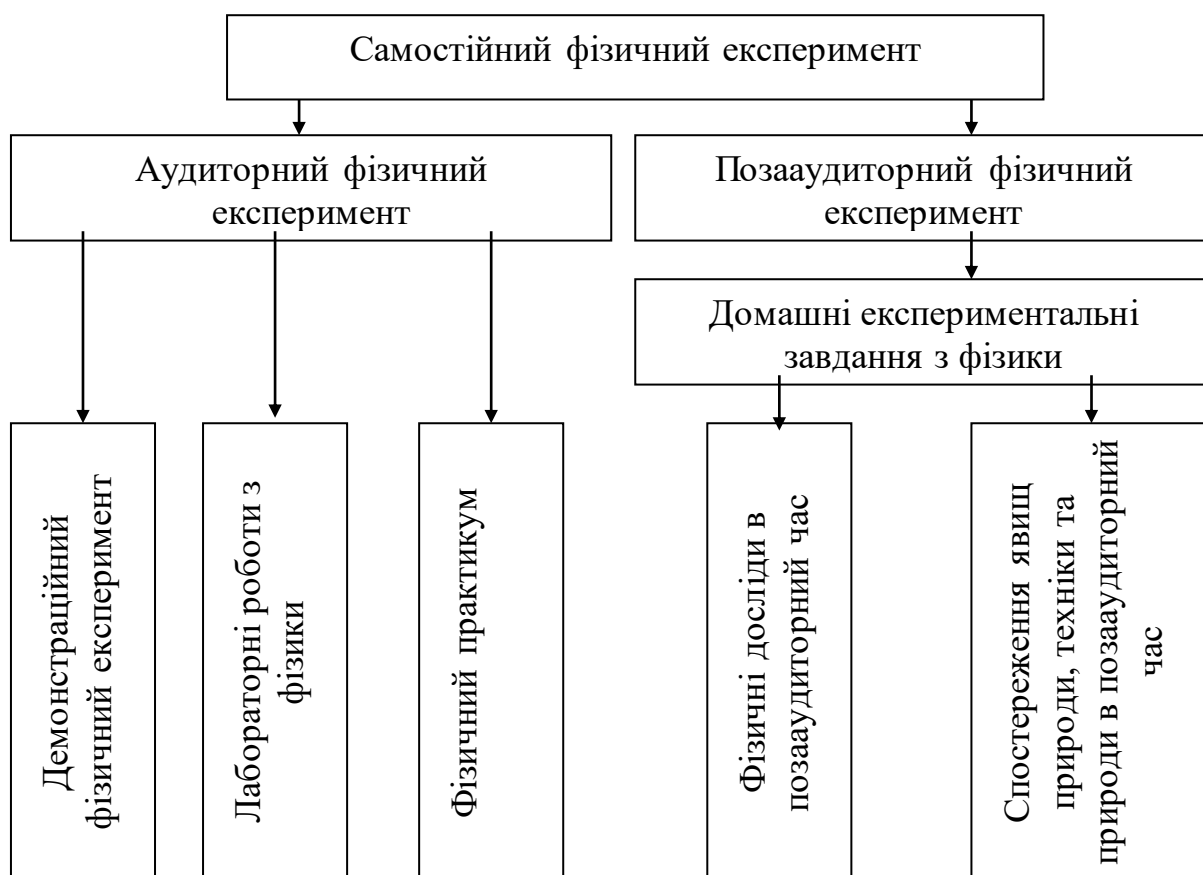 Самостійний фізичний експеримент
Аудиторний фізичний
експеримент
Позааудиторний фізичний
експеримент
Домашні експериментальні
завдання з фізики
Демонстраційний
фізичний експеримент
Лабораторні роботи з
фізики
Фізичний практикум
Фізичні досліди в
позааудиторний час
Спостереження явищ
природи, техніки та
природи в позааудиторний
час